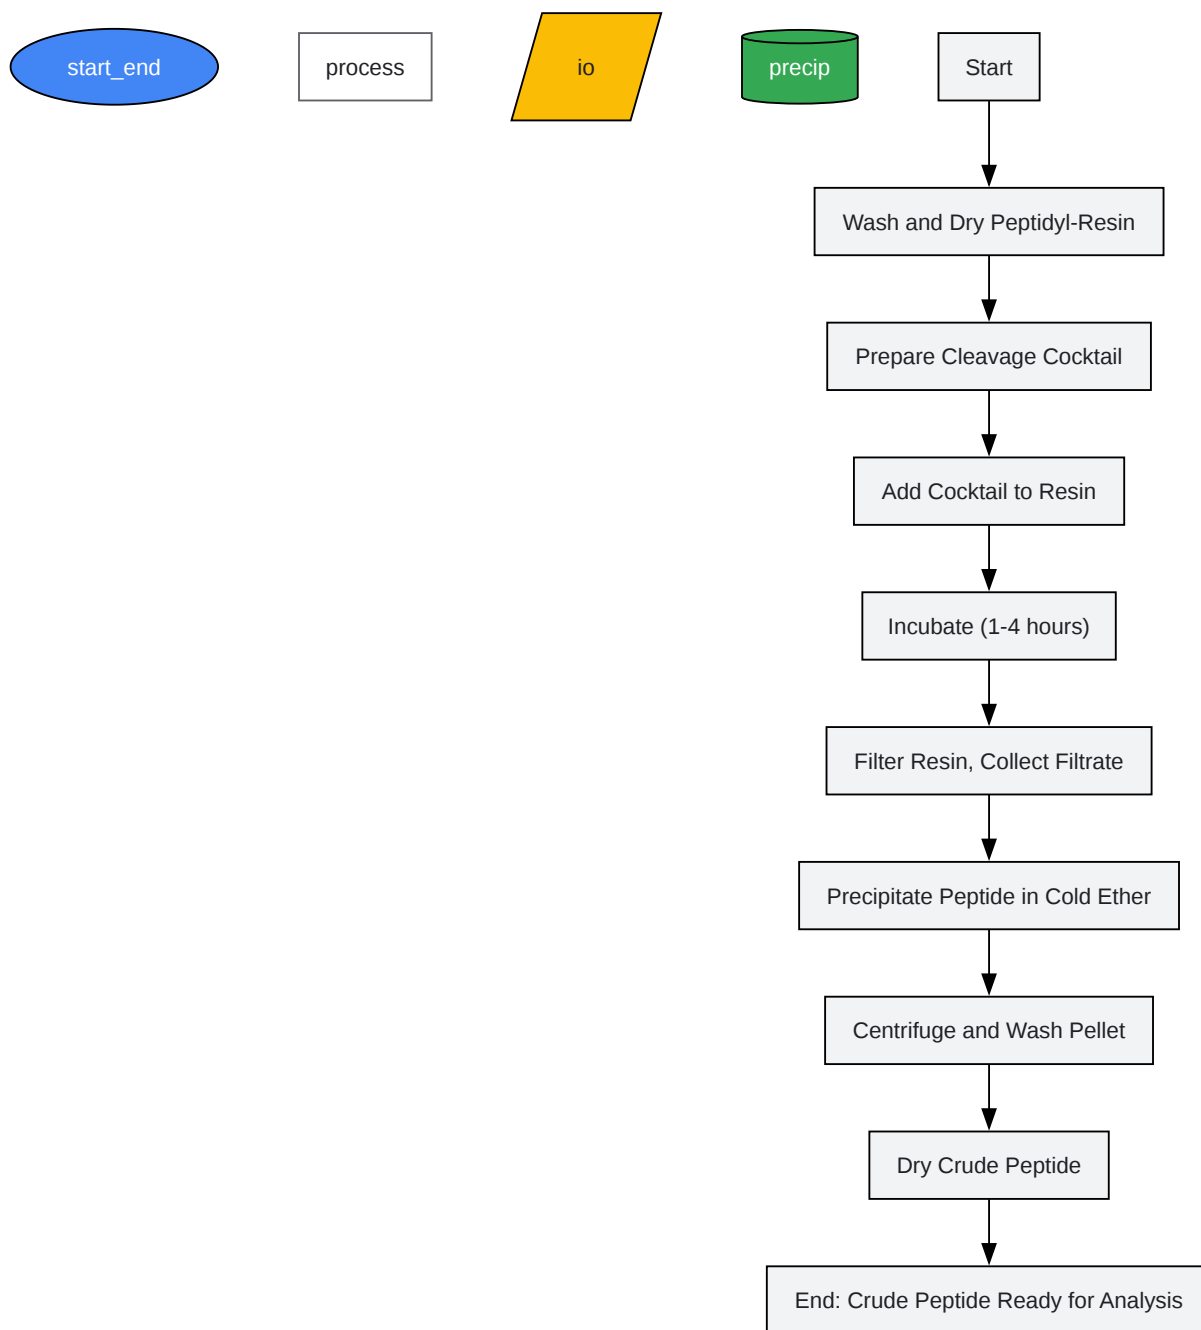 start_end
process
io
precip
Start
Wash and Dry Peptidyl-Resin
Prepare Cleavage Cocktail
Add Cocktail to Resin
Incubate (1-4 hours)
Filter Resin, Collect Filtrate
Precipitate Peptide in Cold Ether
Centrifuge and Wash Pellet
Dry Crude Peptide
End: Crude Peptide Ready for Analysis